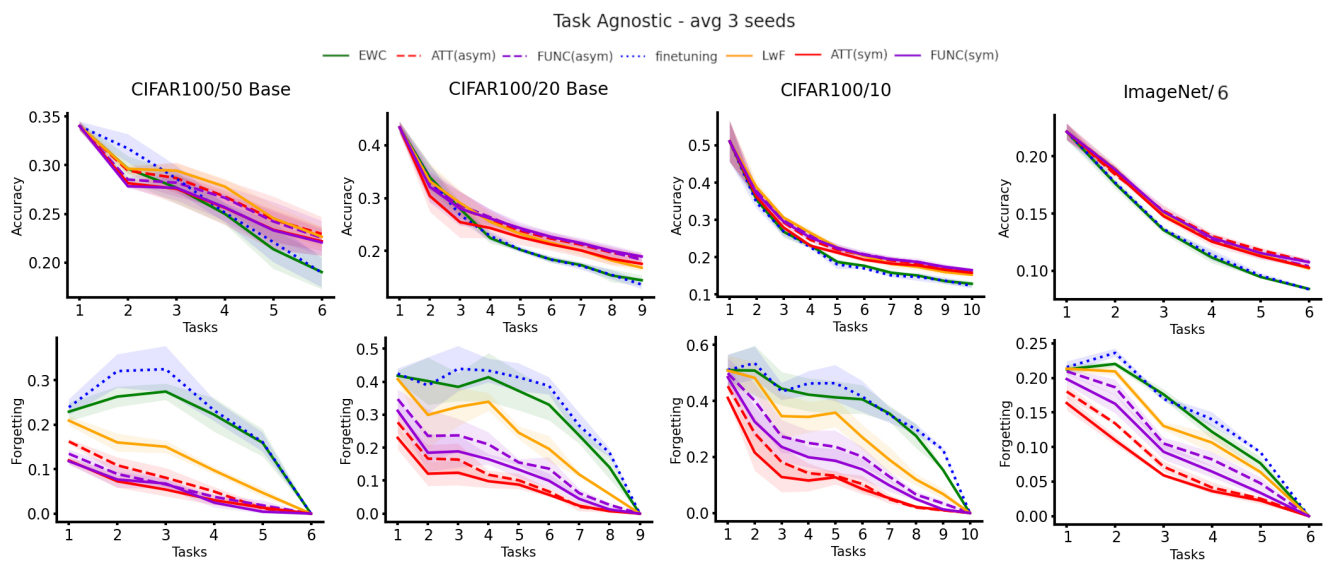 Task Agnostic - avg 3 seeds
EWC ATT(asym) FUNC(asym) finetuning LwF ATT(sym) FUNC(sym)
CIFAR100/50 Base CIFAR100/20 Base CIFAR100/10 ImageNet/6
Accuracy
0.35
0.30
0.25
0.20
1 2 3 4 5 6
Tasks
Accuracy
0.4
0.3
0.2
1 2 3 4 5 6 7 8 9
Tasks
Accuracy
0.5
0.4
0.3
0.2
0.1
1 2 3 4 5 6 7 8 9 10
Tasks
Accuracy
0.20
0.15
0.10
1 2 3 4 5 6
Tasks
Forgetting
0.3
0.2
0.1
0.0
1 2 3 4 5 6
Tasks
Forgetting
0.5
0.4
0.3
0.2
0.1
0.0
1 2 3 4 5 6 7 8 9
Tasks
Forgetting
0.6
0.4
0.2
0.0
1 2 3 4 5 6 7 8 9 10
Tasks
Forgetting
0.25
0.20
0.15
0.10
0.05
0.00
1 2 3 4 5 6
Tasks